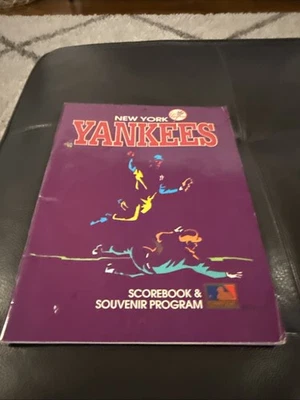 NEW YORK
YANKEES
SCOREBOOK &
SOUVENIR PROGRAM